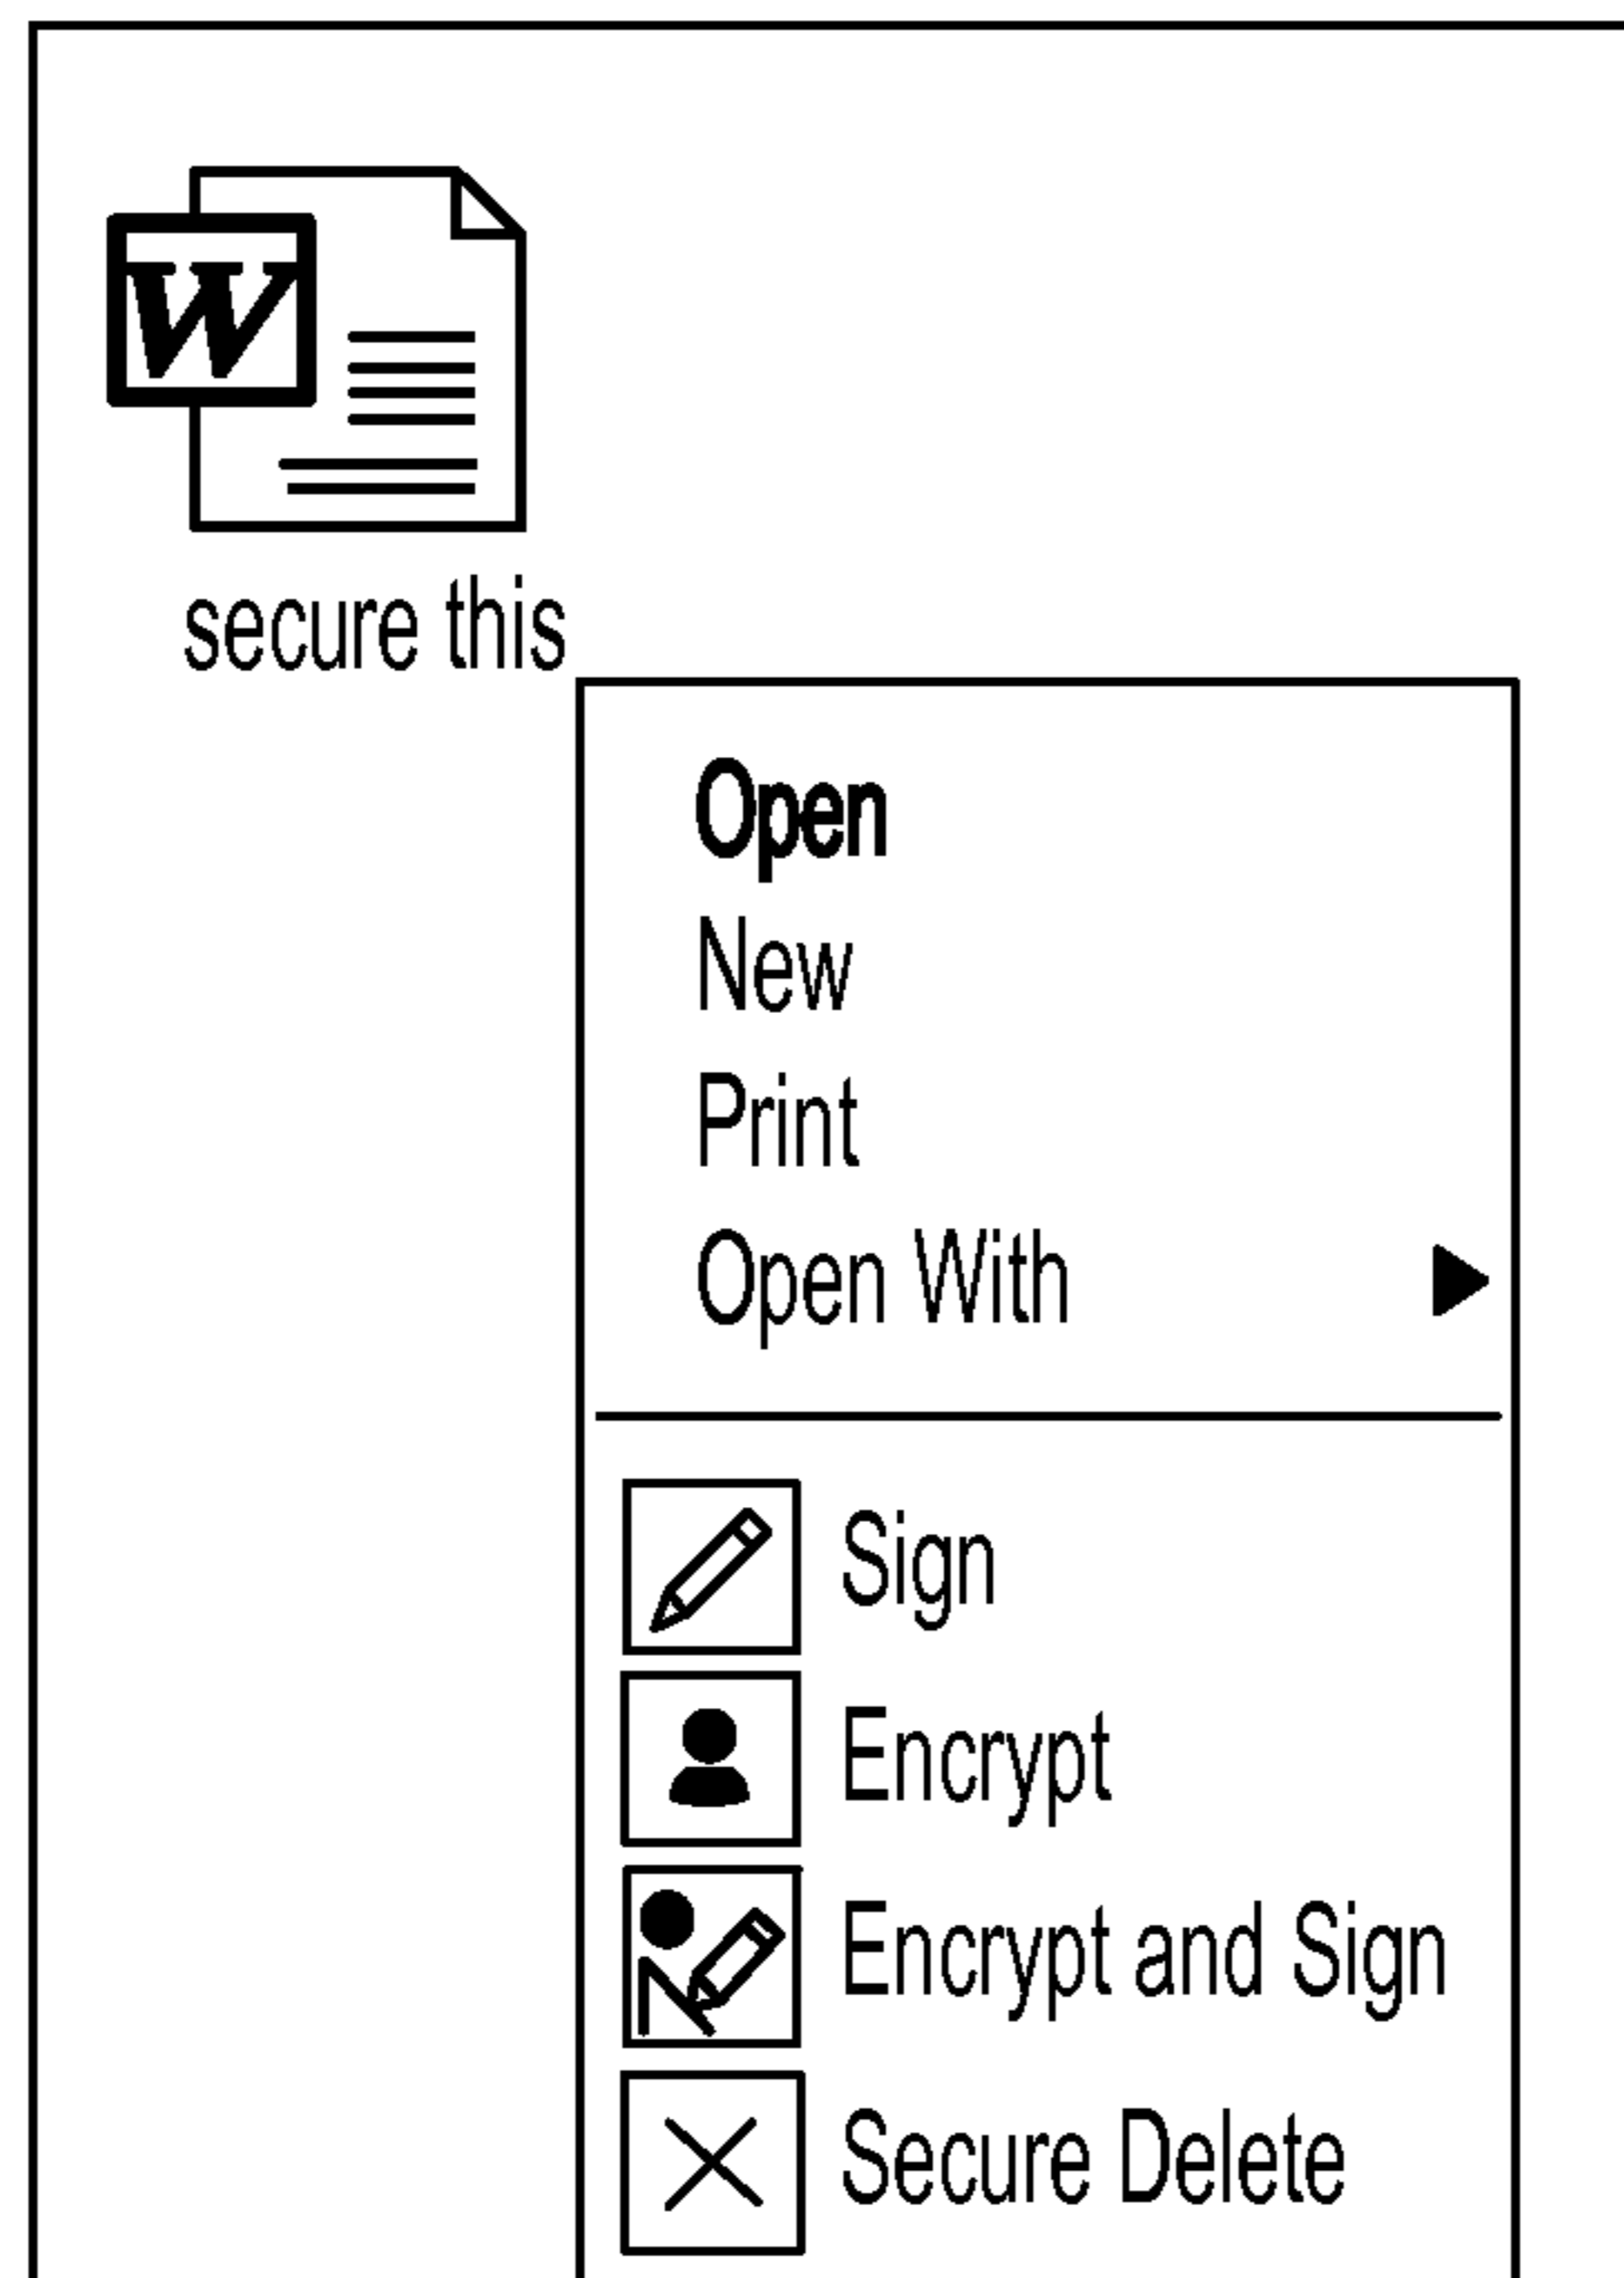 W
secure this
Open
New
Print
Open With
Sign
Encrypt
Encrypt and Sign
Secure Delete